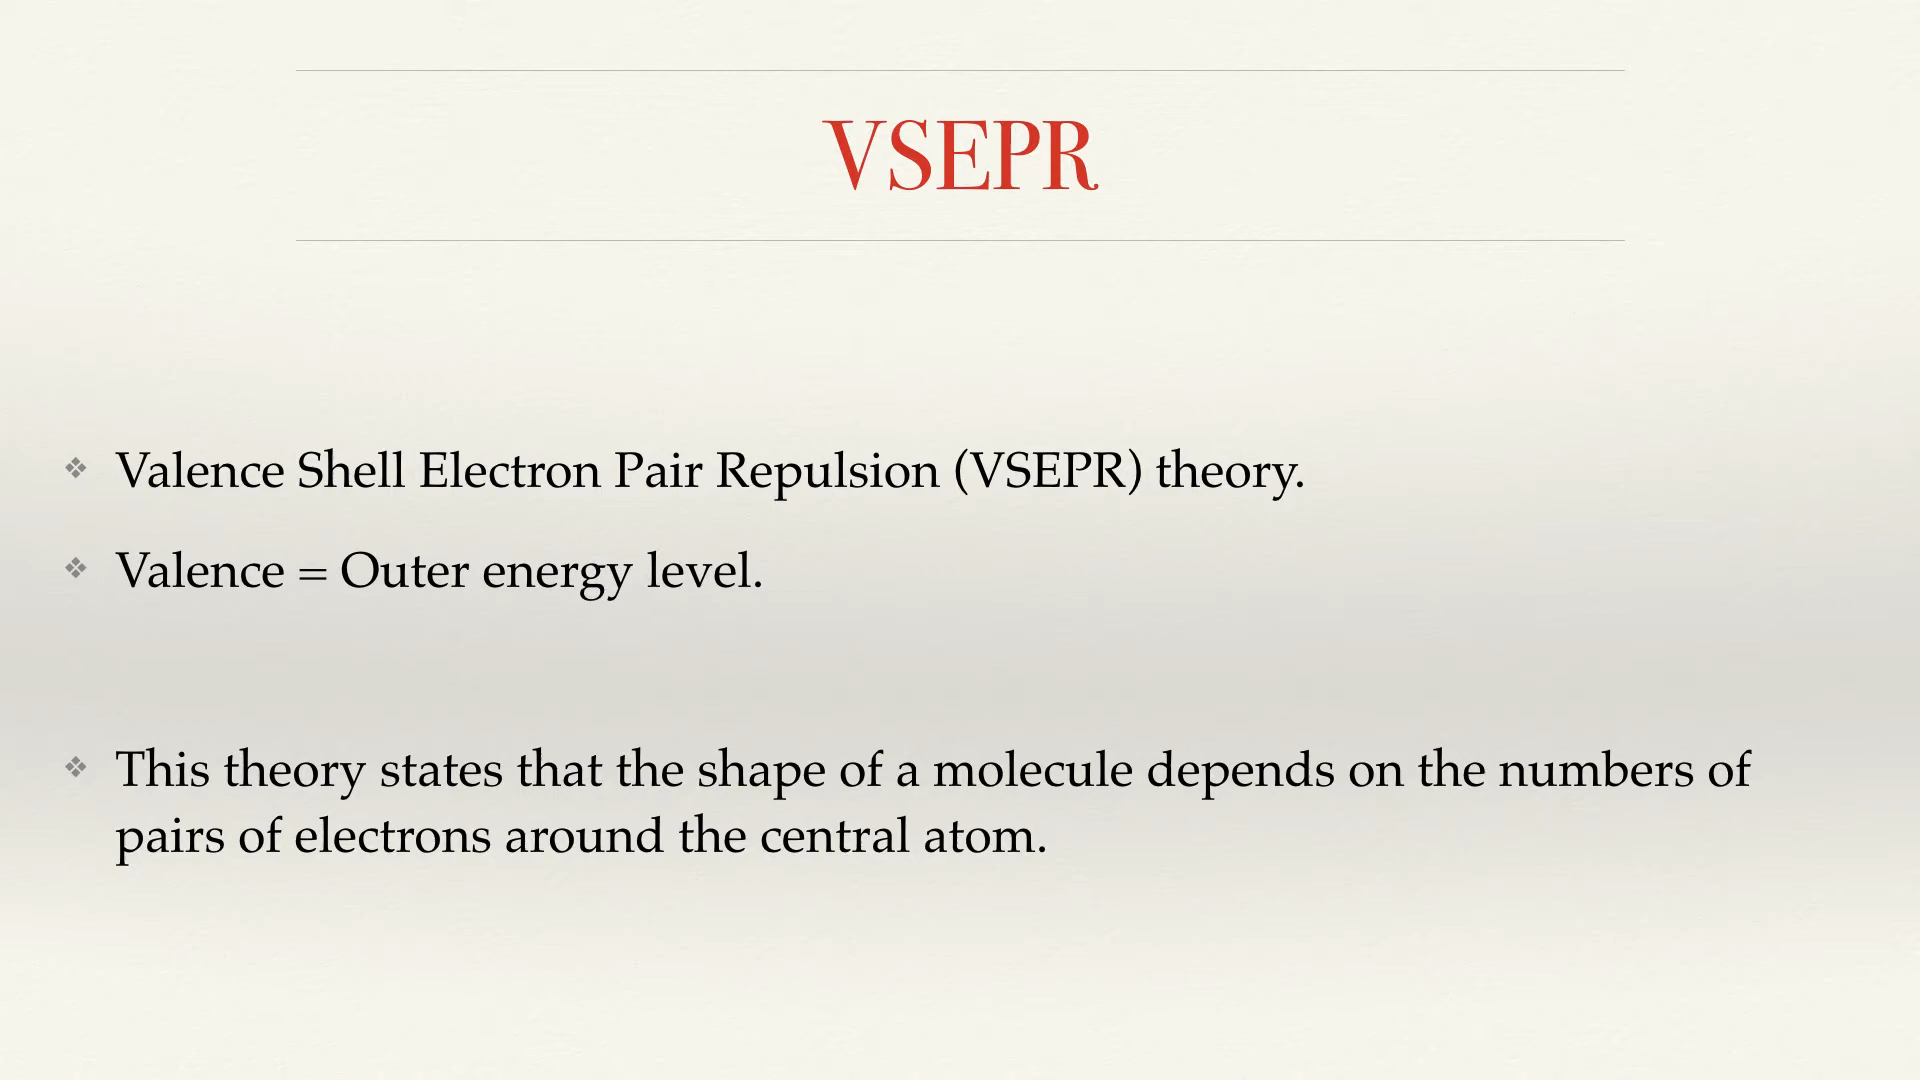 VSEPR
❖ Valence Shell Electron Pair Repulsion (VSEPR) theory.
❖ Valence = Outer energy level.
❖ This theory states that the shape of a molecule depends on the numbers of
pairs of electrons around the central atom.